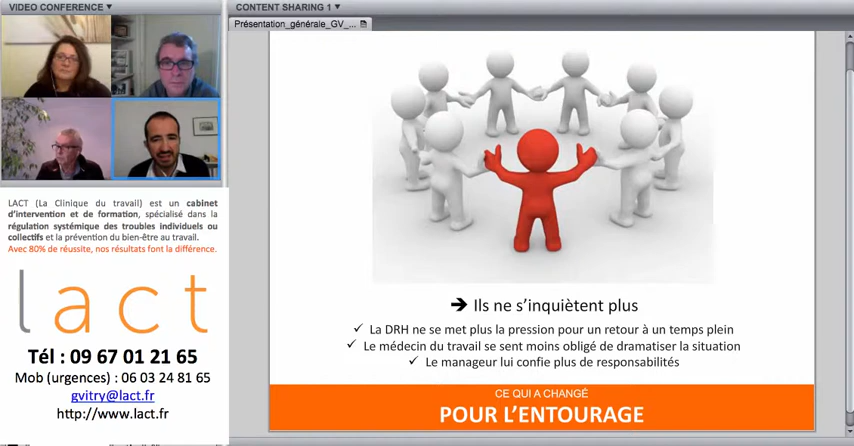 VIDEO CONFERENCE
CONTENT SHARING 1
Présentation_générale_GV_...
LACT (La Clinique du travail) est un cabinet
d'intervention et de formation, spécialisé dans la
régulation systémique des troubles individuels ou
collectifs et la prévention du bien-être au travail.
Avec 80% de réussite, nos résultats font la différence.
lact
Tél : 09 67 01 21 65
Mob (urgences) : 06 03 24 81 65
gvitry@lact.fr
http://www.lact.fr
➔ Ils ne s'inquiètent plus
✓ La DRH ne se met plus la pression pour un retour à un temps plein
✓ Le médecin du travail se sent moins obligé de dramatiser la situation
✓ Le manageur lui confie plus de responsabilités
CE QUI A CHANGÉ
POUR L'ENTOURAGE